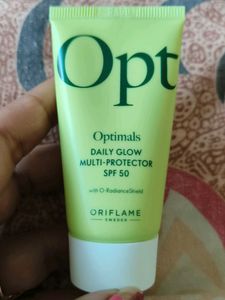 Opt
Optimals
DAILY GLOW
MULTI-PROTECTOR
SPF 50
with O-RadianceShield
ORIFLAME
SWEDEN